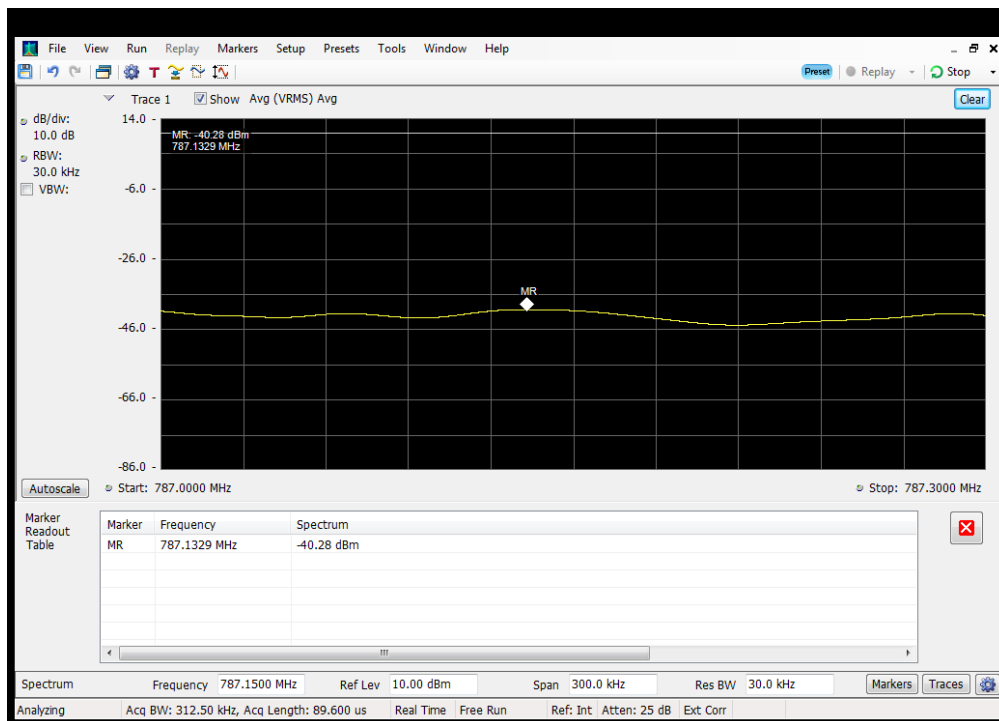 File View Run Replay Markers Setup Presets Tools Window Help
T Preset Replay Stop
Trace 1 Show Avg (VRMS) Avg Clear
dB/div:
10.0 dB
RBW:
30.0 kHz
VBW:
14.0 -
-6.0 -
-26.0 -
-46.0 -
-66.0 -
-86.0 -
MR: -40.28 dBm
787.1329 MHz
MR
Autoscale Start: 787.0000 MHz Stop: 787.3000 MHz
Marker
Readout
Table
Marker Frequency Spectrum
MR 787.1329 MHz -40.28 dBm
Spectrum Frequency 787.1500 MHz Ref Lev 10.00 dBm Span 300.0 kHz Res BW 30.0 kHz Markers Traces
Analyzing Acq BW: 312.50 kHz, Acq Length: 89.600 us Real Time Free Run Ref: Int Atten: 25 dB Ext Corr